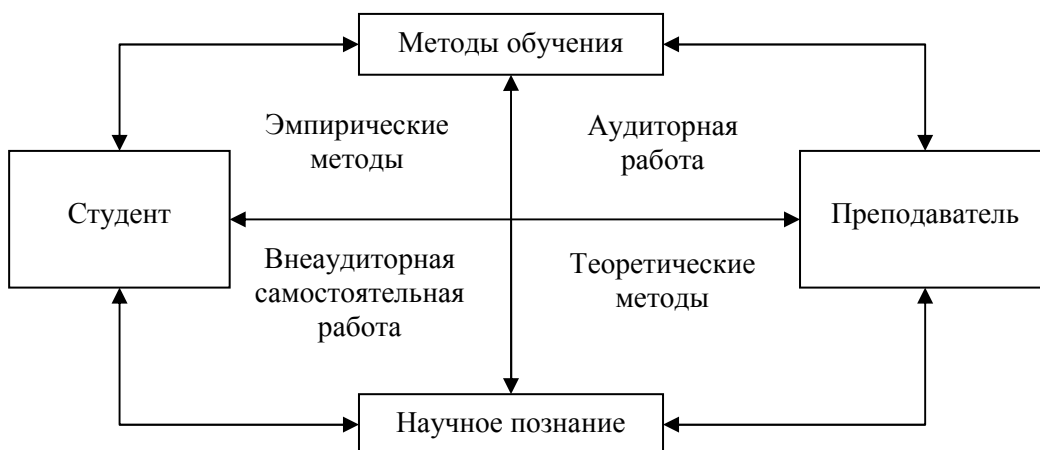 Методы обучения
Эмпирические
методы
Аудиторная
работа
Студент
Преподаватель
Внеаудиторная
самостоятельная
работа
Теоретические
методы
Научное познание